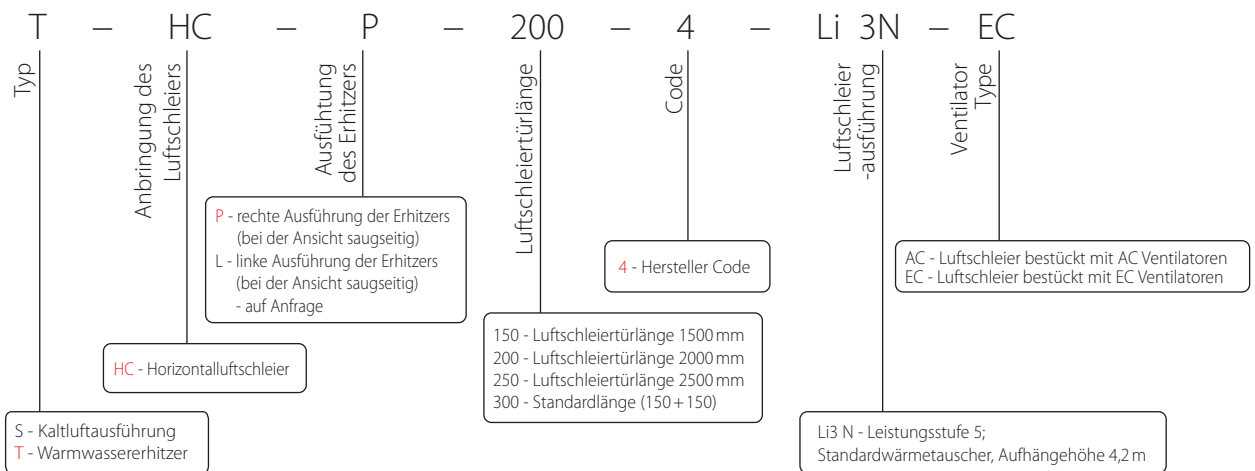 T – HC – P – 200 – 4 – Li 3N – EC
Typ
Anbringung des
Luftschleiers
Ausfühtung
des Erhitzers
Luftschleiertürlänge
Code
Luftschleier
-ausführung
Ventilator
Type
P - rechte Ausführung der Erhitzers
(bei der Ansicht saugseitig)
L - linke Ausführung der Erhitzers
(bei der Ansicht saugseitig)
- auf Anfrage
4 - Hersteller Code
AC - Luftschleier bestückt mit AC Ventilatoren
EC - Luftschleier bestückt mit EC Ventilatoren
150 - Luftschleiertürlänge 1500 mm
200 - Luftschleiertürlänge 2000 mm
250 - Luftschleiertürlänge 2500 mm
300 - Standardlänge (150 + 150)
HC - Horizontalluftschleier
S - Kaltluftausführung
T - Warmwassererhitzer
Li3 N - Leistungsstufe 5;
Standardwärmetauscher, Aufhängehöhe 4,2 m